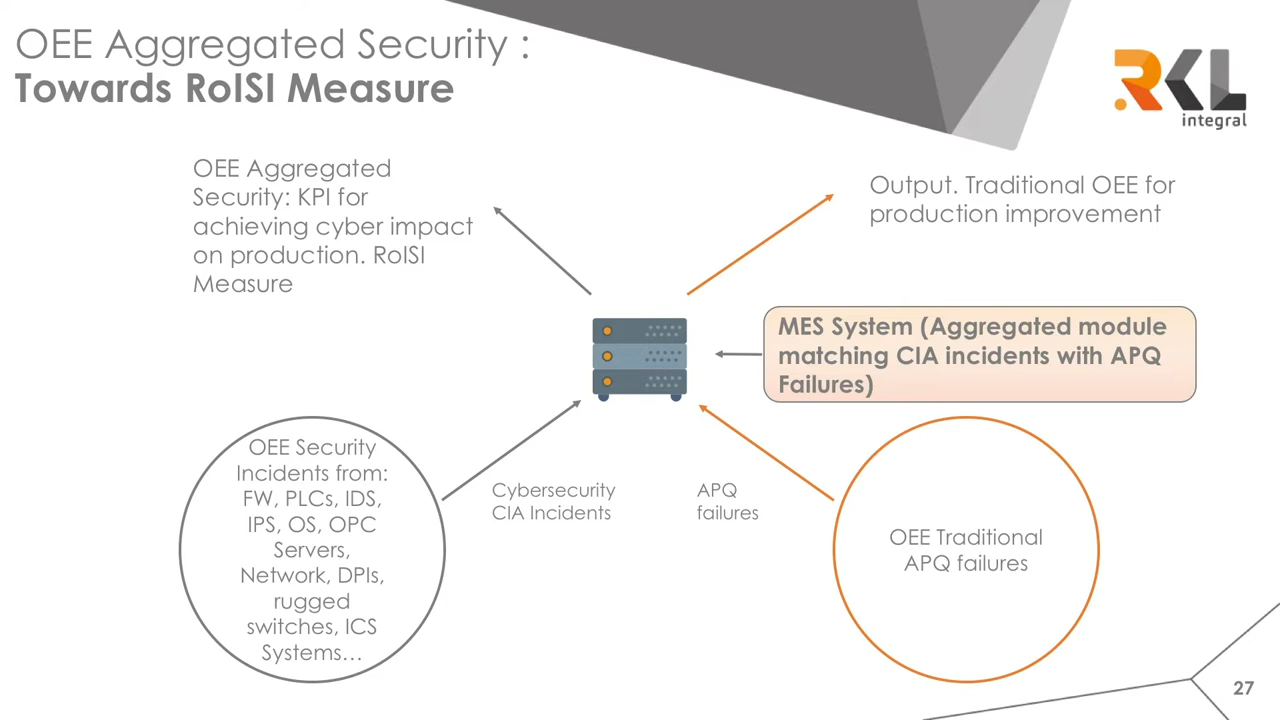 OEE Aggregated Security :
Towards RoISI Measure
RKL
integral
OEE Aggregated
Security: KPI for
achieving cyber impact
on production. RoISI
Measure
Output. Traditional OEE for
production improvement
MES System (Aggregated module
matching CIA incidents with APQ
Failures)
OEE Security
Incidents from:
FW, PLCs, IDS,
IPS, OS, OPC
Servers,
Network, DPIs,
rugged
switches, ICS
Systems…
Cybersecurity
CIA Incidents
APQ
failures
OEE Traditional
APQ failures
27